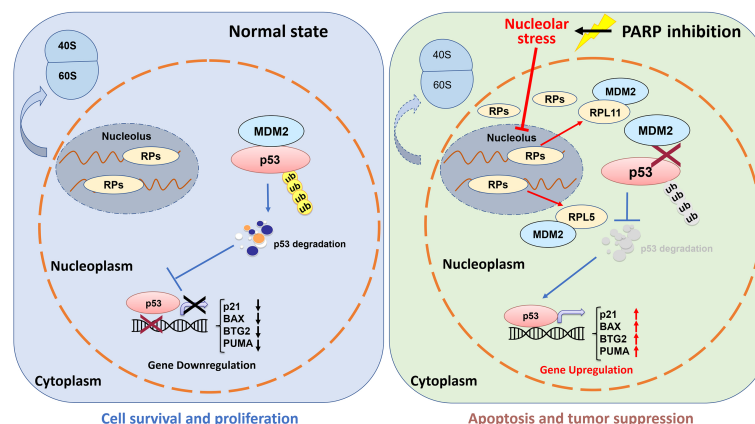 Normal state
40S
60S
Nucleolus
RPs
RPs
MDM2
p53
ub
ub
ub
ub
p53 degradation
Nucleoplasm
p53
p21
BAX
BTG2
PUMA
Gene Downregulation
Cytoplasm
Cell survival and proliferation
Nucleolar
stress
PARP inhibition
40S
60S
RPs
RPs
MDM2
RPL11
Nucleolus
RPs
RPs
MDM2
p53
ub
ub
ub
ub
RPL5
MDM2
p53 degradation
Nucleoplasm
p53
p21
BAX
BTG2
PUMA
Gene Upregulation
Cytoplasm
Apoptosis and tumor suppression